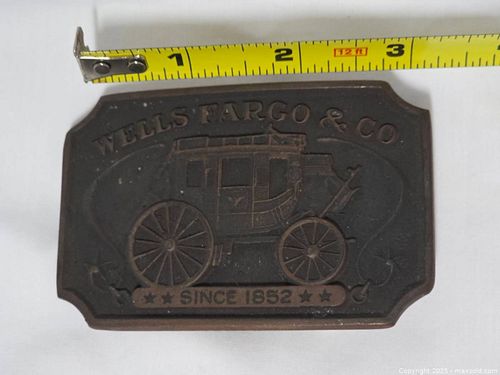 1 2 12 ft 3
WELLS FARGO & CO
★★ SINCE 1852 ★★
Copyright 2025 - maxsold.com